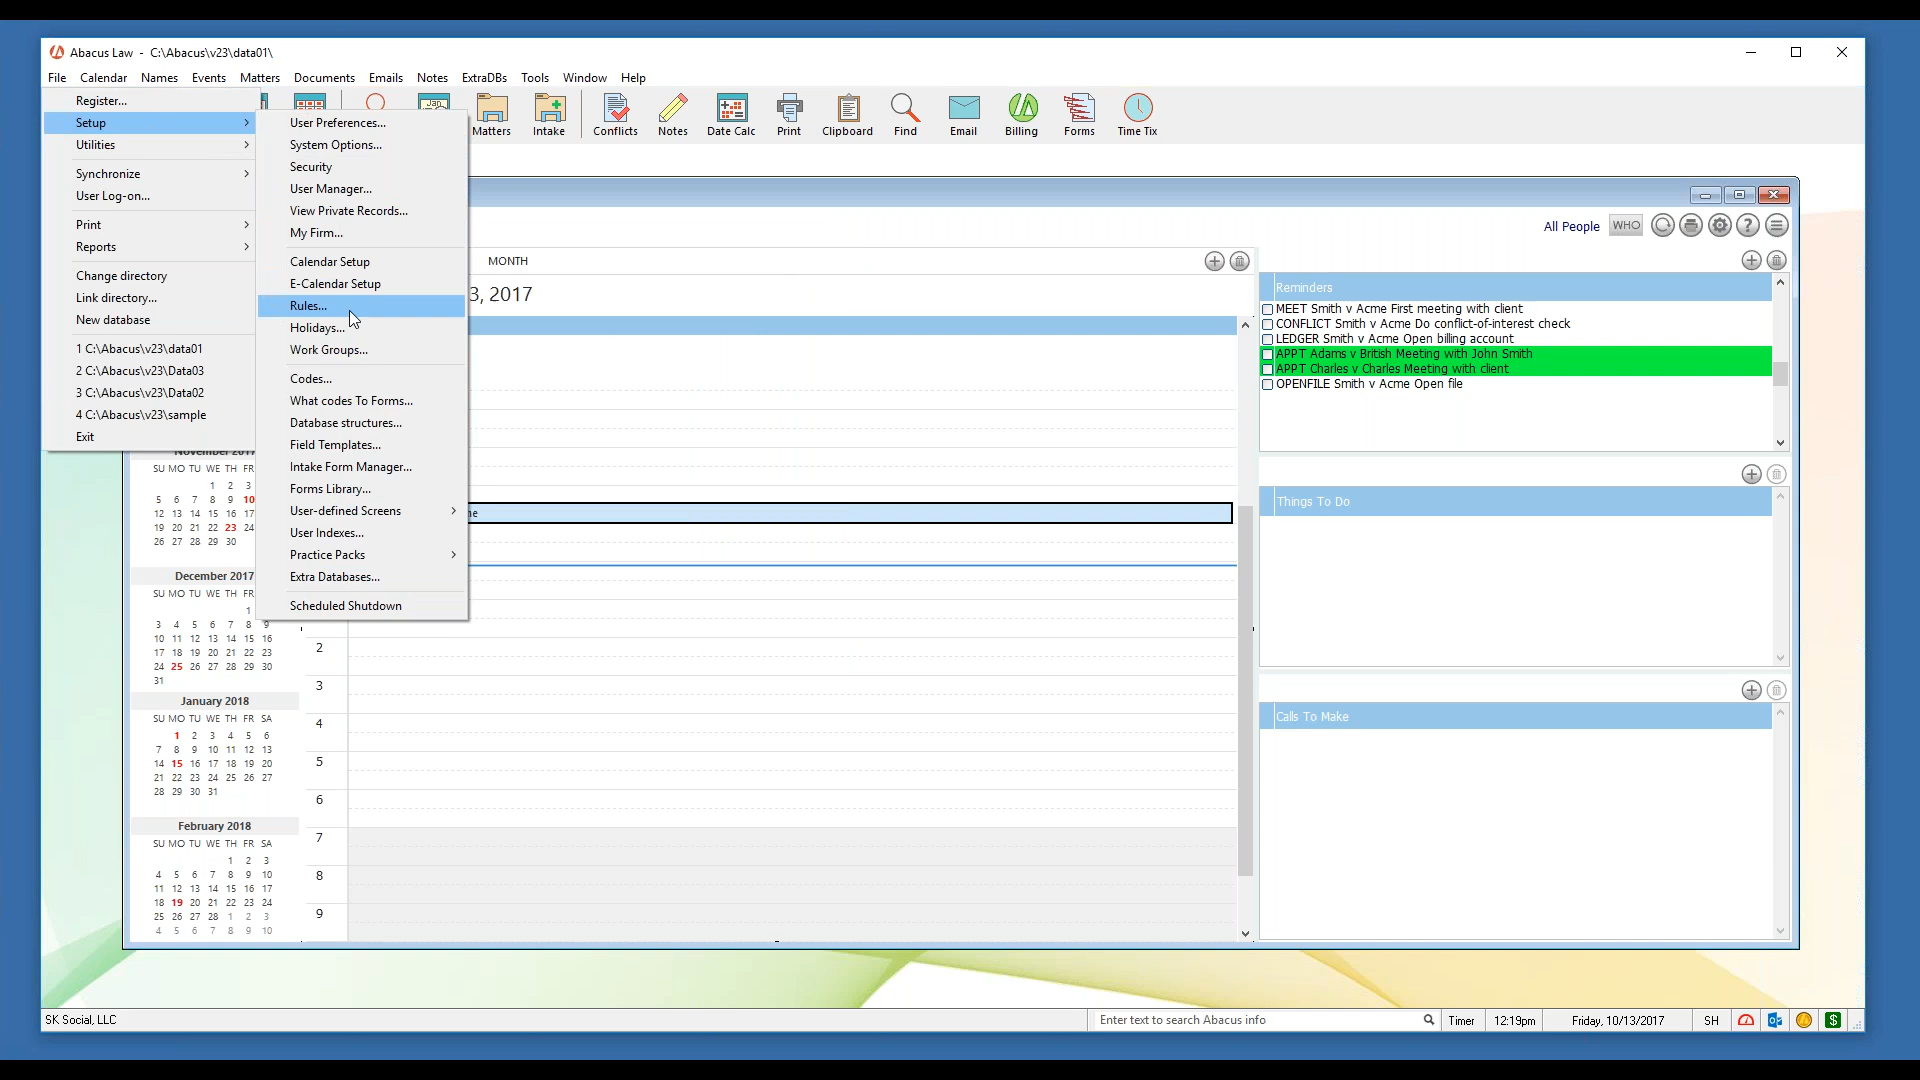 Abacus Law - C:\Abacus\v23\data01\
File Calendar Names Events Matters Documents Emails Notes ExtraDBs Tools Window Help
Register...
Setup
Utilities
Synchronize
User Log-on...
Print
Reports
Change directory
Link directory...
New database
1 C:\Abacus\v23\data01
2 C:\Abacus\v23\Data03
3 C:\Abacus\v23\Data02
4 C:\Abacus\v23\sample
Exit
User Preferences...
System Options...
Security
User Manager...
View Private Records...
My Firm...
Calendar Setup
E-Calendar Setup
Rules...
Holidays...
Work Groups...
Codes...
What codes To Forms...
Database structures...
Field Templates...
Intake Form Manager...
Forms Library...
User-defined Screens
User Indexes...
Practice Packs
Extra Databases...
Scheduled Shutdown
Jan
Matters Intake Conflicts Notes Date Calc Print Clipboard Find Email Billing Forms Time Tix
All People WHO
MONTH
3, 2017
Reminders
MEET Smith v Acme First meeting with client
CONFLICT Smith v Acme Do conflict-of-interest check
LEDGER Smith v Acme Open billing account
APPT Adams v British Meeting with John Smith
APPT Charles v Charles Meeting with client
OPENFILE Smith v Acme Open file
Things To Do
Calls To Make
November 2017
SU MO TU WE TH FR
1 2 3
5 6 7 8 9 10
12 13 14 15 16 17
19 20 21 22 23 24
26 27 28 29 30
December 2017
SU MO TU WE TH FR
1
3 4 5 6 7 8 9
10 11 12 13 14 15 16
17 18 19 20 21 22 23
24 25 26 27 28 29 30
31
January 2018
SU MO TU WE TH FR SA
1 2 3 4 5 6
7 8 9 10 11 12 13
14 15 16 17 18 19 20
21 22 23 24 25 26 27
28 29 30 31
February 2018
SU MO TU WE TH FR SA
1 2 3
4 5 6 7 8 9 10
11 12 13 14 15 16 17
18 19 20 21 22 23 24
25 26 27 28 1 2 3
4 5 6 7 8 9 10
ne
2
3
4
5
6
7
8
9
SK Social, LLC
Enter text to search Abacus info
Timer
12:19pm
Friday, 10/13/2017
SH